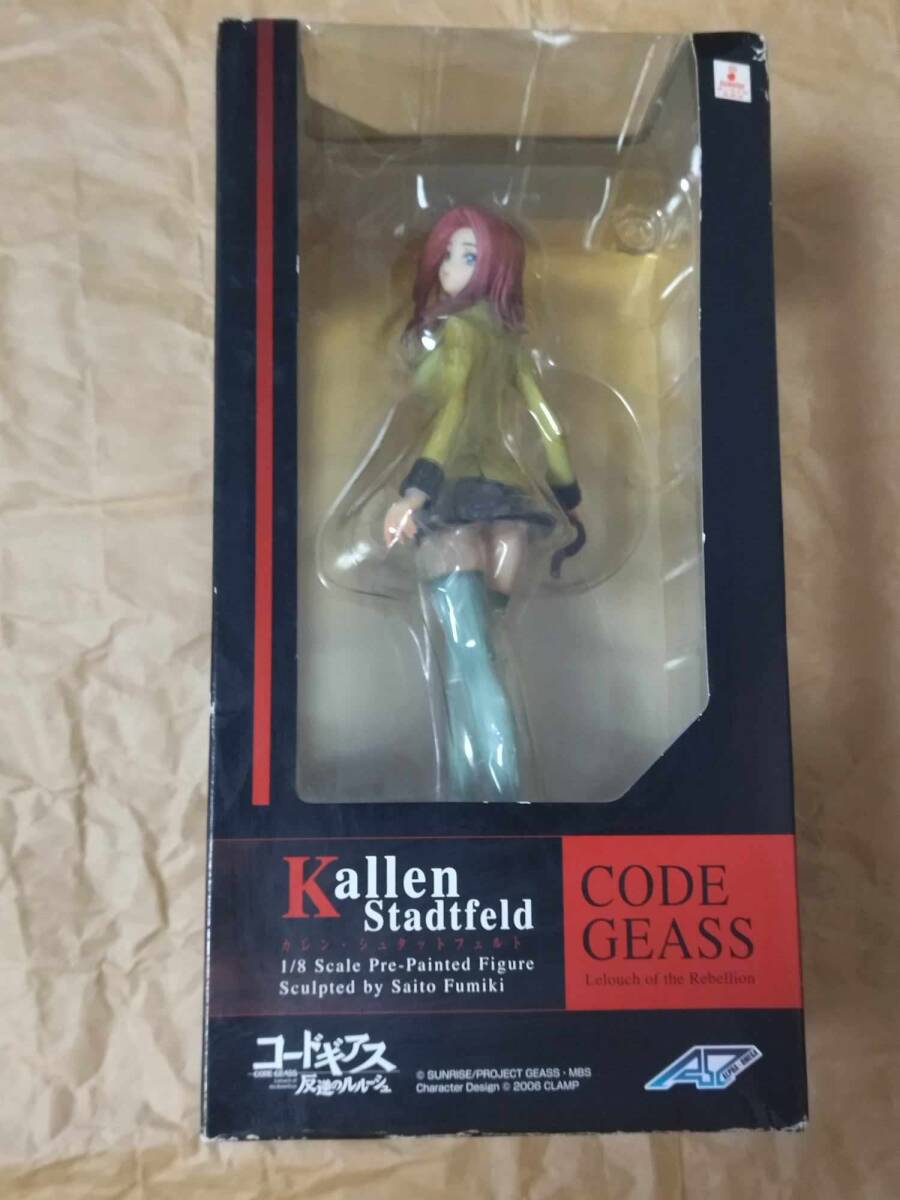 Kallen
Stadtfeld
カレン・シュタットフェルト
1/8 Scale Pre-Painted Figure
Sculpted by Saito Fumiki
CODE
GEASS
Lelouch of the Rebellion
コードギアス
CODE GEASS
反逆のルルーシュ
© SUNRISE/PROJECT GEASS・MBS
Character Design © 2006 CLAMP